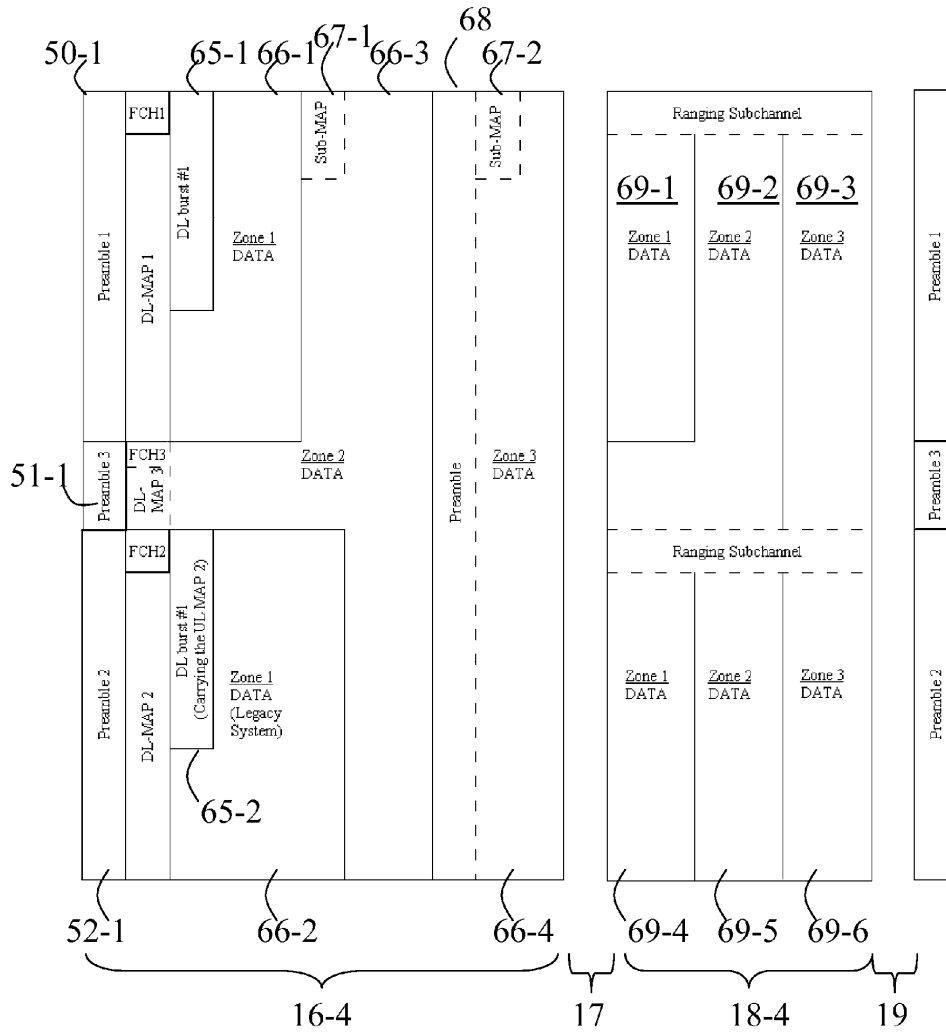 50-1
65-1
66-1
67-1
66-3
68
67-2
FCH1
Preamble 1
DL-MAP 1
DL burst #1
Zone 1
DATA
Sub-MAP
Sub-MAP
Ranging Subchannel
69-1
69-2
69-3
Zone 1
DATA
Zone 2
DATA
Zone 3
DATA
Preamble 1
51-1
Preamble 3
FCH3
DL-
MAP 3
Zone 2
DATA
Preamble
Zone 3
DATA
Preamble 3
FCH2
Preamble 2
DL-MAP 2
DL burst #1
(Carrying the UL MAP 2)
Zone 1
DATA
(Legacy
System)
Ranging Subchannel
Zone 1
DATA
Zone 2
DATA
Zone 3
DATA
Preamble 2
65-2
52-1
66-2
66-4
69-4
69-5
69-6
16-4
17
18-4
19